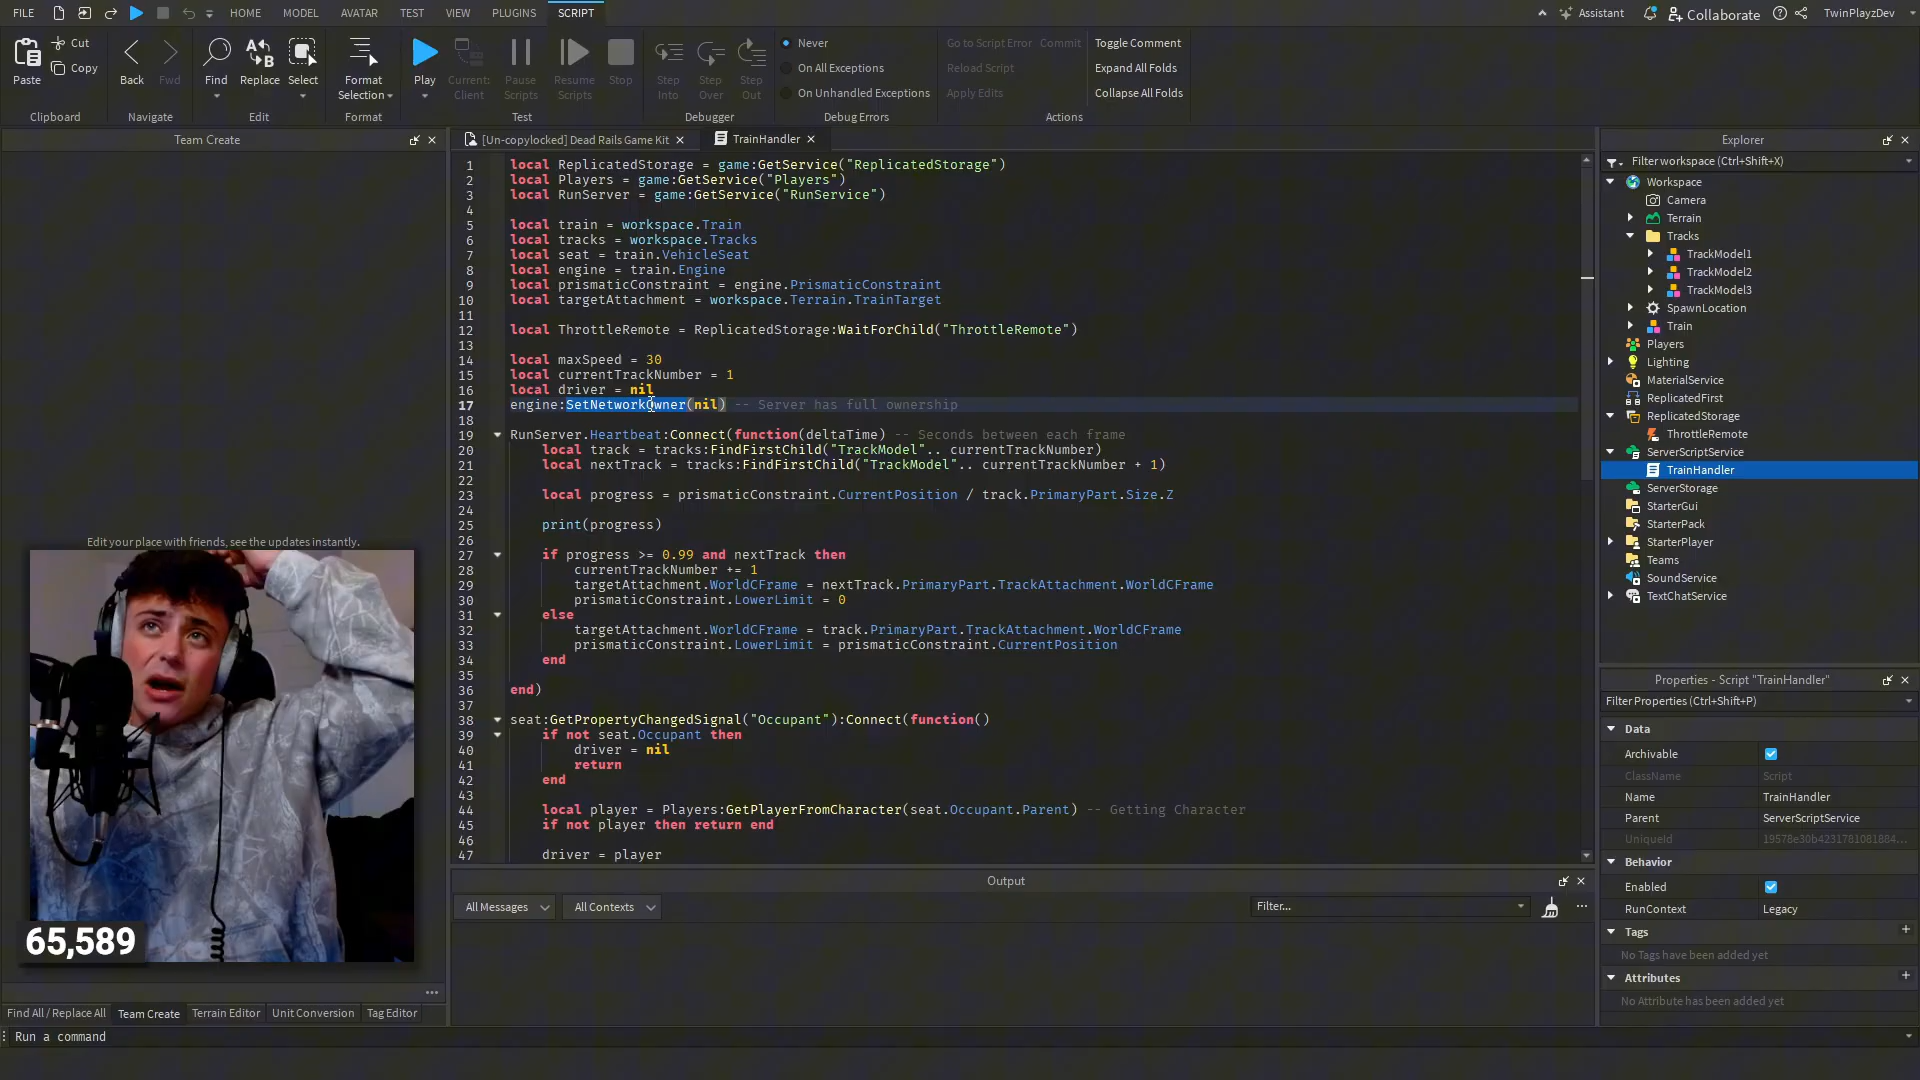 FILE HOME MODEL AVATAR TEST VIEW PLUGINS SCRIPT Assistant Collaborate TwinPlayzDev
Paste Cut Copy
Clipboard
Back Fwd
Navigate
Find Replace Select
Edit
Format Selection
Format
Play Current: Client Pause Scripts Resume Scripts Stop
Test
Step Into Step Over Step Out
Debugger
Never
On All Exceptions
On Unhandled Exceptions
Debug Errors
Go to Script Error Commit
Reload Script
Apply Edits
Toggle Comment
Expand All Folds
Collapse All Folds
Actions
Team Create
Edit your place with friends, see the updates instantly.
65,589
Find All / Replace All Team Create Terrain Editor Unit Conversion Tag Editor
Run a command
[Un-copylocked] Dead Rails Game Kit TrainHandler
1 local ReplicatedStorage = game:GetService("ReplicatedStorage")
2 local Players = game:GetService("Players")
3 local RunServer = game:GetService("RunService")
4
5 local train = workspace.Train
6 local tracks = workspace.Tracks
7 local seat = train.VehicleSeat
8 local engine = train.Engine
9 local prismaticConstraint = engine.PrismaticConstraint
10 local targetAttachment = workspace.Terrain.TrainTarget
11
12 local ThrottleRemote = ReplicatedStorage:WaitForChild("ThrottleRemote")
13
14 local maxSpeed = 30
15 local currentTrackNumber = 1
16 local driver = nil
17 engine:SetNetworkOwner(nil) -- Server has full ownership
18
19 RunServer.Heartbeat:Connect(function(deltaTime) -- Seconds between each frame
20 local track = tracks:FindFirstChild("TrackModel".. currentTrackNumber)
21 local nextTrack = tracks:FindFirstChild("TrackModel".. currentTrackNumber + 1)
22
23 local progress = prismaticConstraint.CurrentPosition / track.PrimaryPart.Size.Z
24
25 print(progress)
26
27 if progress >= 0.99 and nextTrack then
28 currentTrackNumber += 1
29 targetAttachment.WorldCFrame = nextTrack.PrimaryPart.TrackAttachment.WorldCFrame
30 prismaticConstraint.LowerLimit = 0
31 else
32 targetAttachment.WorldCFrame = track.PrimaryPart.TrackAttachment.WorldCFrame
33 prismaticConstraint.LowerLimit = prismaticConstraint.CurrentPosition
34 end
35
36 end)
37
38 seat:GetPropertyChangedSignal("Occupant"):Connect(function()
39 if not seat.Occupant then
40 driver = nil
41 return
42 end
43
44 local player = Players:GetPlayerFromCharacter(seat.Occupant.Parent) -- Getting Character
45 if not player then return end
46
47 driver = player
Output
All Messages All Contexts Filter...
Explorer
Filter workspace (Ctrl+Shift+X)
Workspace
Camera
Terrain
Tracks
TrackModel1
TrackModel2
TrackModel3
SpawnLocation
Train
Players
Lighting
MaterialService
ReplicatedFirst
ReplicatedStorage
ThrottleRemote
ServerScriptService
TrainHandler
ServerStorage
StarterGui
StarterPack
StarterPlayer
Teams
SoundService
TextChatService
Properties - Script "TrainHandler"
Filter Properties (Ctrl+Shift+P)
Data
Archivable
ClassName Script
Name TrainHandler
Parent ServerScriptService
UniqueId 19578e30b4231781081884...
Behavior
Enabled
RunContext Legacy
Tags
No Tags have been added yet
Attributes
No Attribute has been added yet